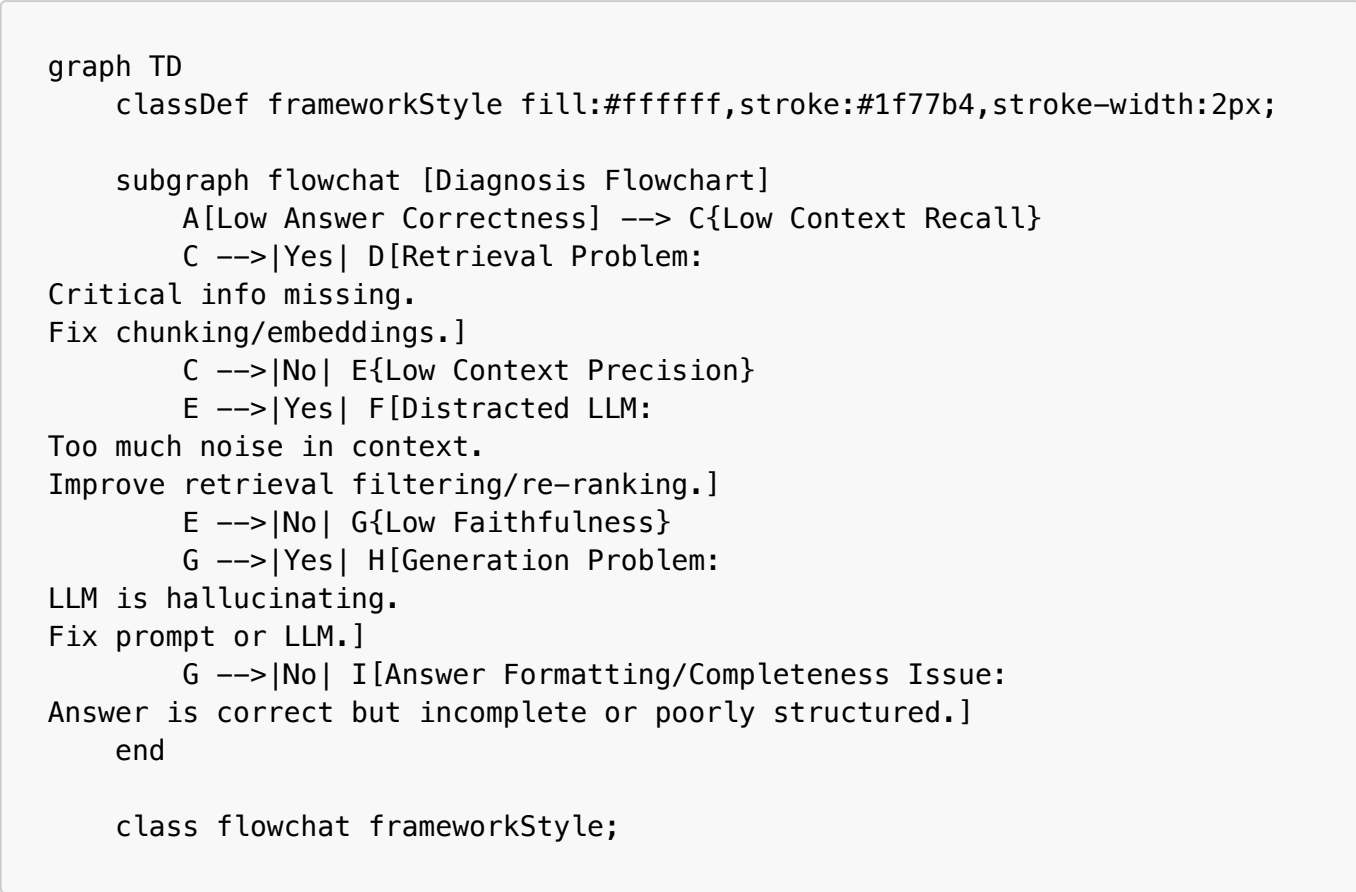 graph TD
    classDef frameworkStyle fill:#ffffff,stroke:#1f77b4,stroke-width:2px;

    subgraph flowchat [Diagnosis Flowchart]
        A[Low Answer Correctness] --> C{Low Context Recall}
        C -->|Yes| D[Retrieval Problem:
Critical info missing.
Fix chunking/embeddings.]
        C -->|No| E{Low Context Precision}
        E -->|Yes| F[Distracted LLM:
Too much noise in context.
Improve retrieval filtering/re-ranking.]
        E -->|No| G{Low Faithfulness}
        G -->|Yes| H[Generation Problem:
LLM is hallucinating.
Fix prompt or LLM.]
        G -->|No| I[Answer Formatting/Completeness Issue:
Answer is correct but incomplete or poorly structured.]
    end

    class flowchat frameworkStyle;